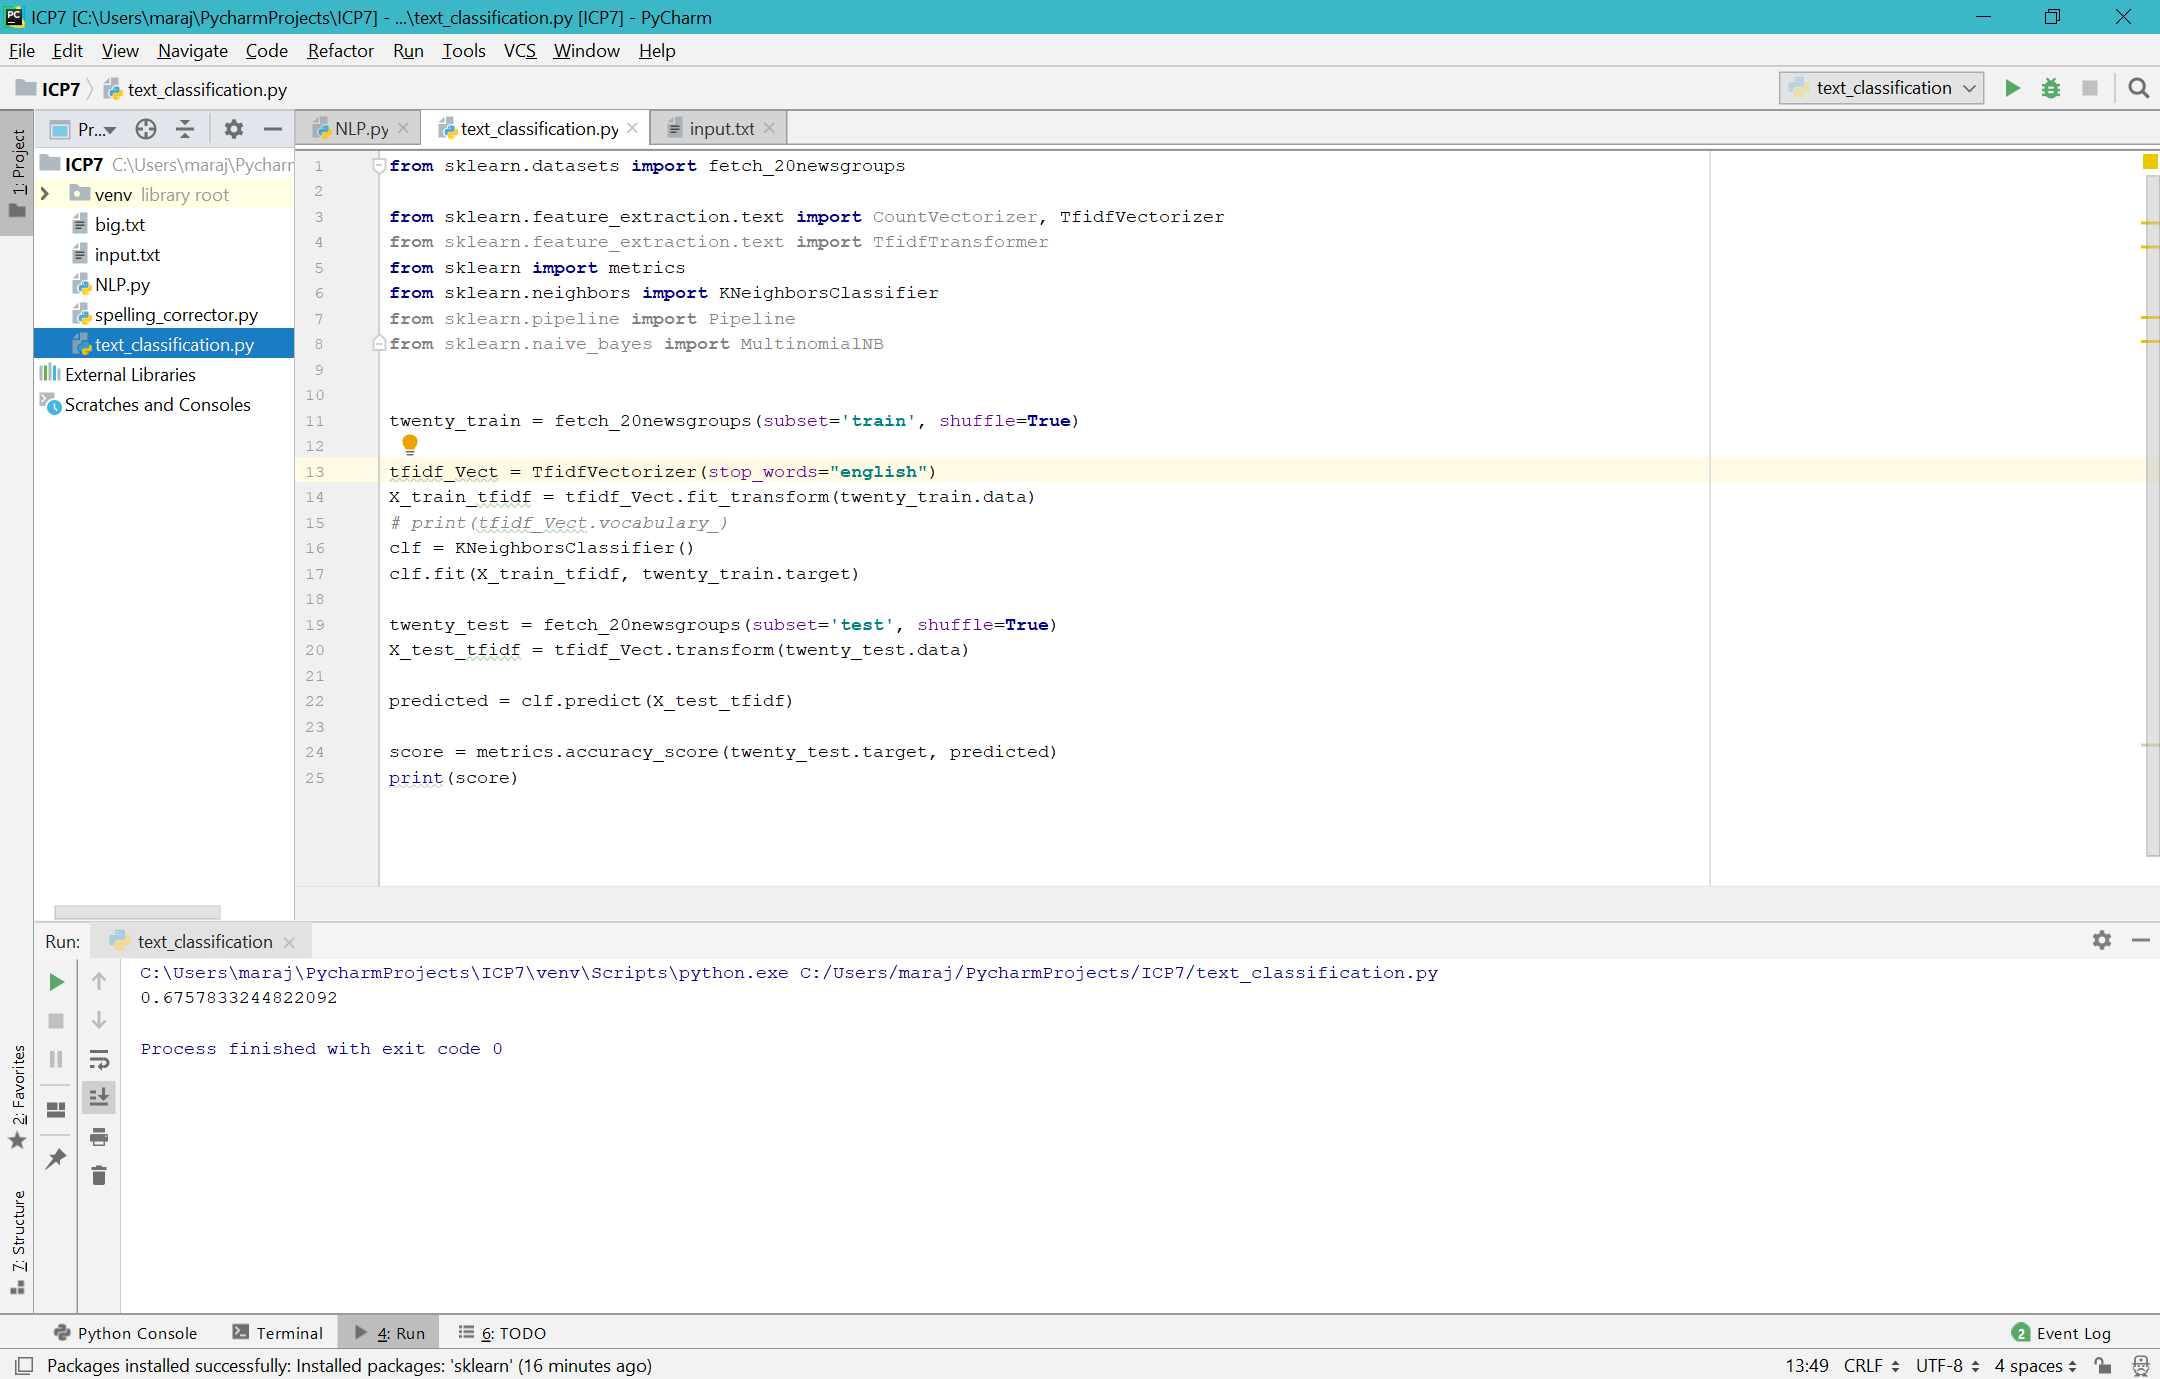 ICP7 [C:\Users\maraj\PycharmProjects\ICP7] - ...\text_classification.py [ICP7] - PyCharm
File Edit View Navigate Code Refactor Run Tools VCS Window Help
ICP7 text_classification.py
text_classification
1: Project
Pr...
NLP.py
text_classification.py
input.txt
ICP7 C:\Users\maraj\Pycharm
venv library root
big.txt
input.txt
NLP.py
spelling_corrector.py
text_classification.py
External Libraries
Scratches and Consoles
1 from sklearn.datasets import fetch_20newsgroups
2
3 from sklearn.feature_extraction.text import CountVectorizer, TfidfVectorizer
4 from sklearn.feature_extraction.text import TfidfTransformer
5 from sklearn import metrics
6 from sklearn.neighbors import KNeighborsClassifier
7 from sklearn.pipeline import Pipeline
8 from sklearn.naive_bayes import MultinomialNB
9
10
11 twenty_train = fetch_20newsgroups(subset='train', shuffle=True)
12
13 tfidf_Vect = TfidfVectorizer(stop_words="english")
14 X_train_tfidf = tfidf_Vect.fit_transform(twenty_train.data)
15 # print(tfidf_Vect.vocabulary_)
16 clf = KNeighborsClassifier()
17 clf.fit(X_train_tfidf, twenty_train.target)
18
19 twenty_test = fetch_20newsgroups(subset='test', shuffle=True)
20 X_test_tfidf = tfidf_Vect.transform(twenty_test.data)
21
22 predicted = clf.predict(X_test_tfidf)
23
24 score = metrics.accuracy_score(twenty_test.target, predicted)
25 print(score)
Run: text_classification
C:\Users\maraj\PycharmProjects\ICP7\venv\Scripts\python.exe C:/Users/maraj/PycharmProjects/ICP7/text_classification.py
0.6757833244822092
Process finished with exit code 0
2: Favorites
7: Structure
Python Console Terminal 4: Run 6: TODO 2 Event Log
Packages installed successfully: Installed packages: 'sklearn' (16 minutes ago) 13:49 CRLF UTF-8 4 spaces